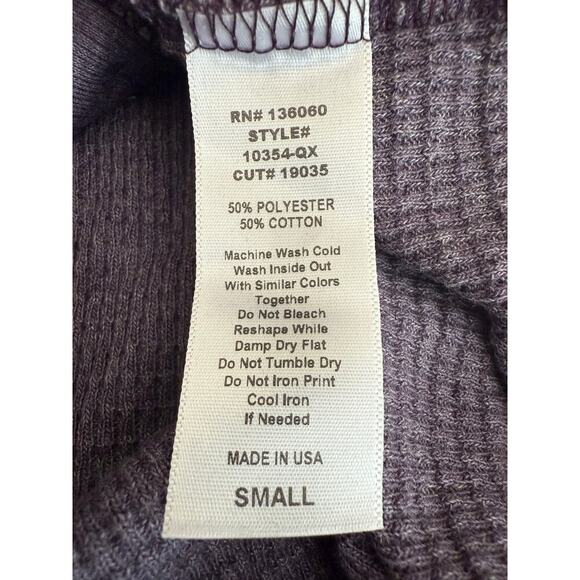 RN# 136060
STYLE#
10354-QX
CUT# 19035
50% POLYESTER
50% COTTON
Machine Wash Cold
Wash Inside Out
With Similar Colors
Together
Do Not Bleach
Reshape While
Damp Dry Flat
Do Not Tumble Dry
Do Not Iron Print
Cool Iron
If Needed
MADE IN USA
SMALL